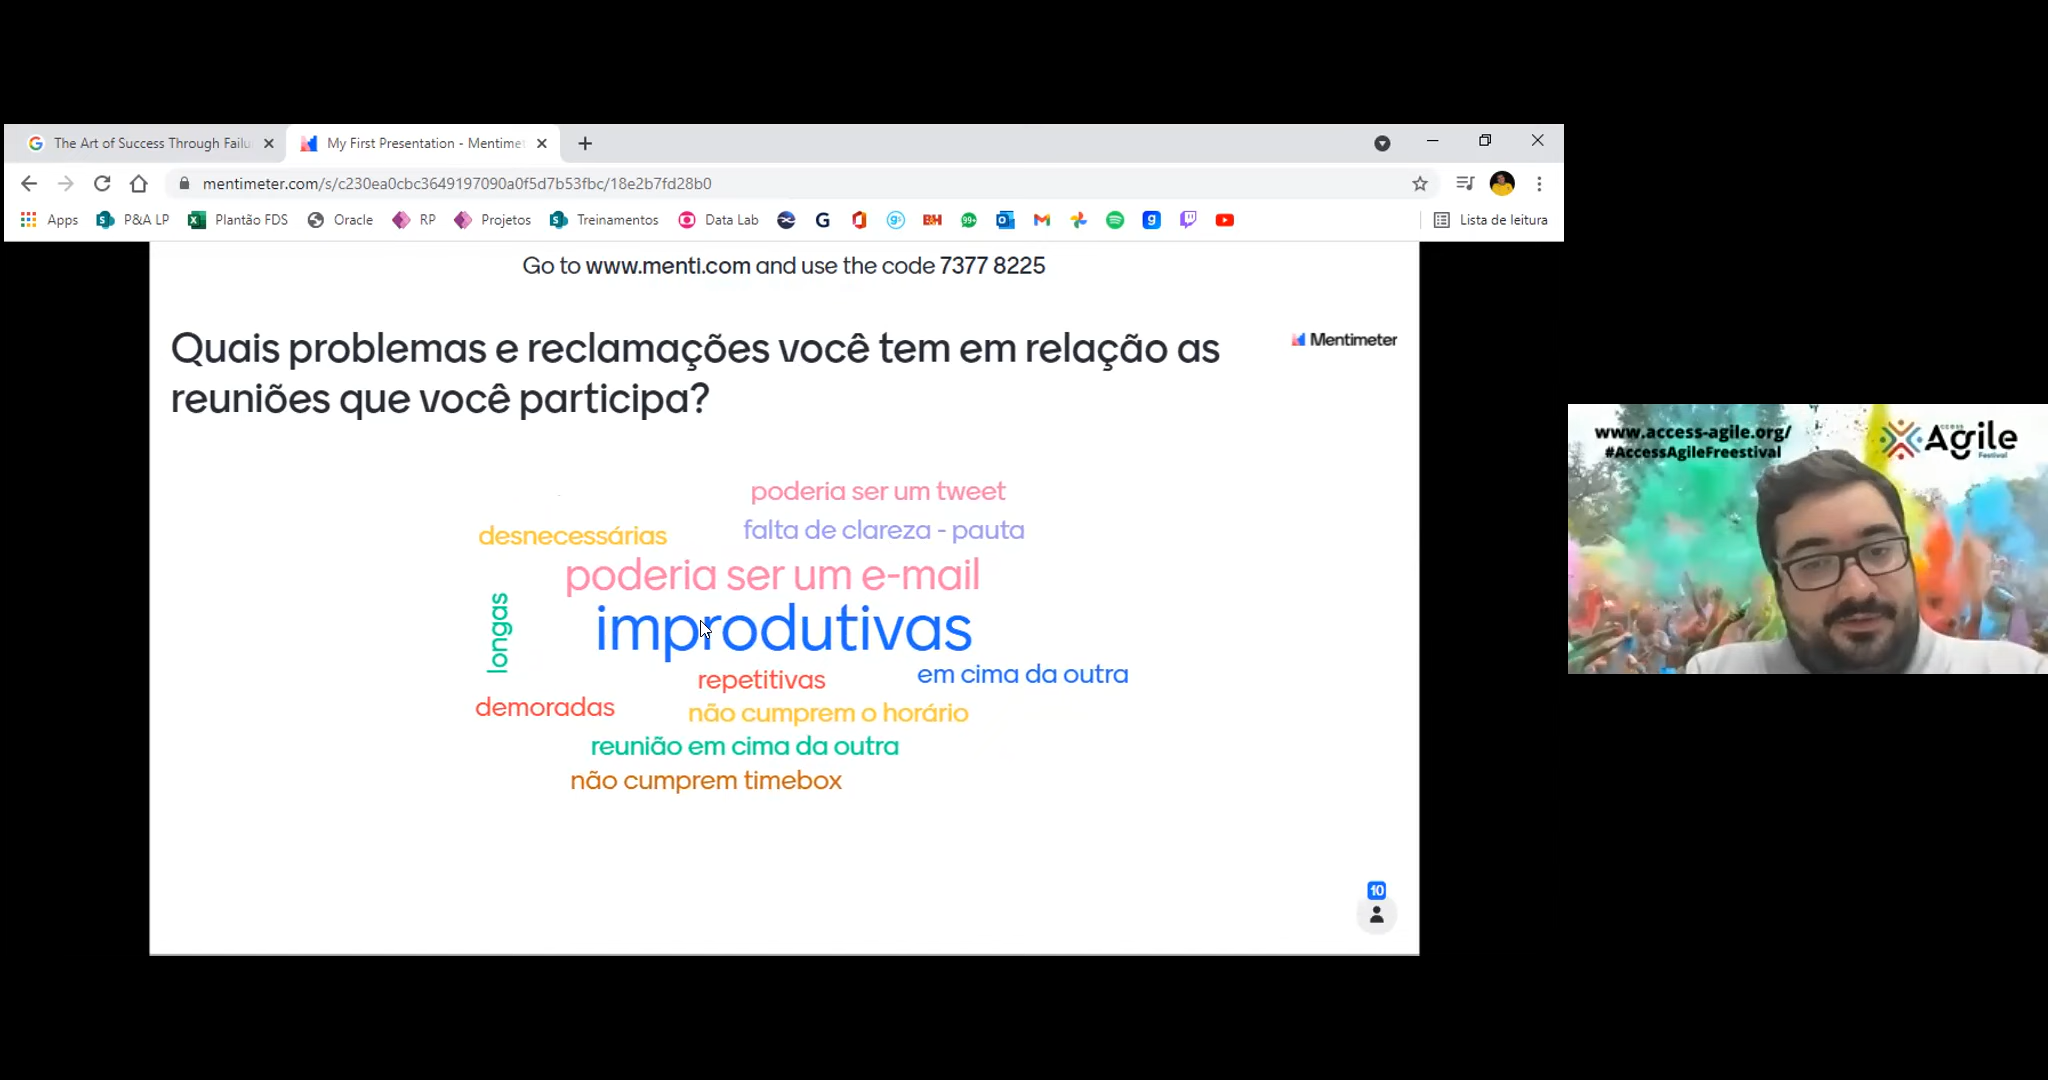 The Art of Success Through Failu
My First Presentation - Mentimet
mentimeter.com/s/c230ea0cbc3649197090a0f5d7b53fbc/18e2b7fd28b0
Apps P&A LP Plantão FDS Oracle RP Projetos Treinamentos Data Lab G B&H 99+ Lista de leitura
Go to www.menti.com and use the code 7377 8225
Quais problemas e reclamações você tem em relação as
reuniões que você participa?
Mentimeter
poderia ser um tweet
desnecessárias
falta de clareza - pauta
poderia ser um e-mail
longas
improdutivas
repetitivas
em cima da outra
demoradas
não cumprem o horário
reunião em cima da outra
não cumprem timebox
10
www.access-agile.org/
#AccessAgileFreestival
access
Agile
Festival